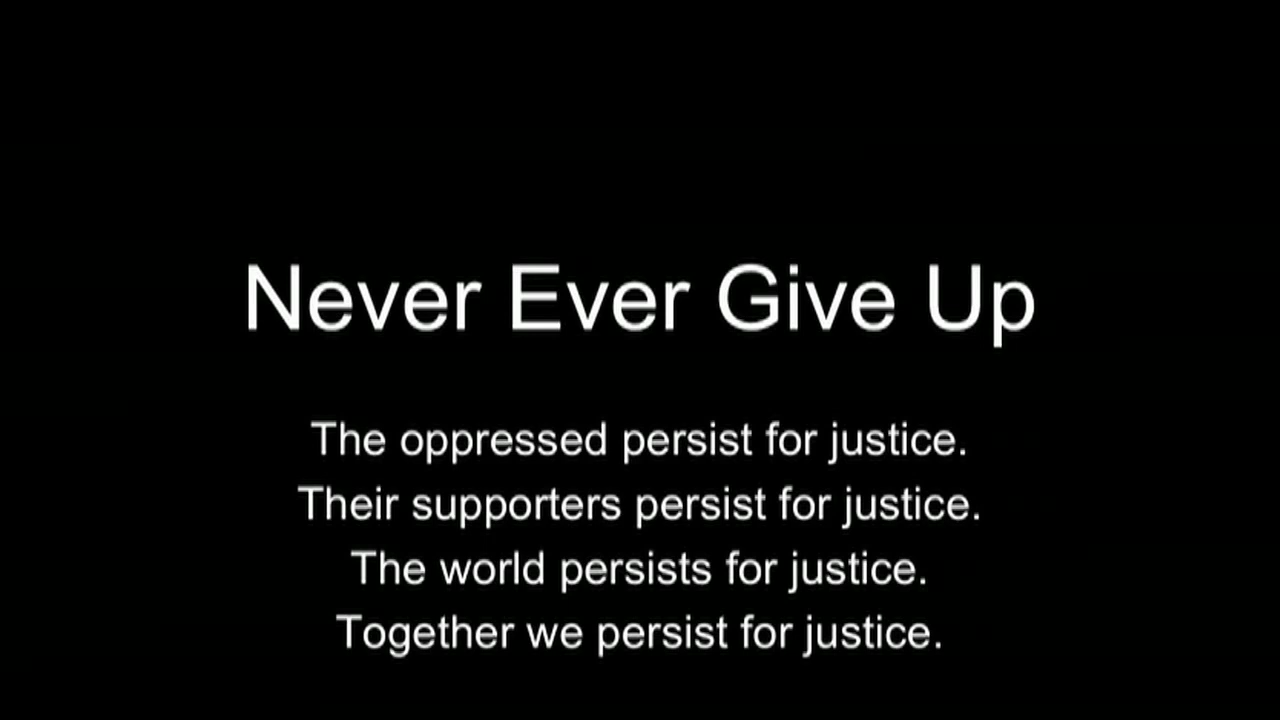 Never Ever Give Up
The oppressed persist for justice.
Their supporters persist for justice.
The world persists for justice.
Together we persist for justice.